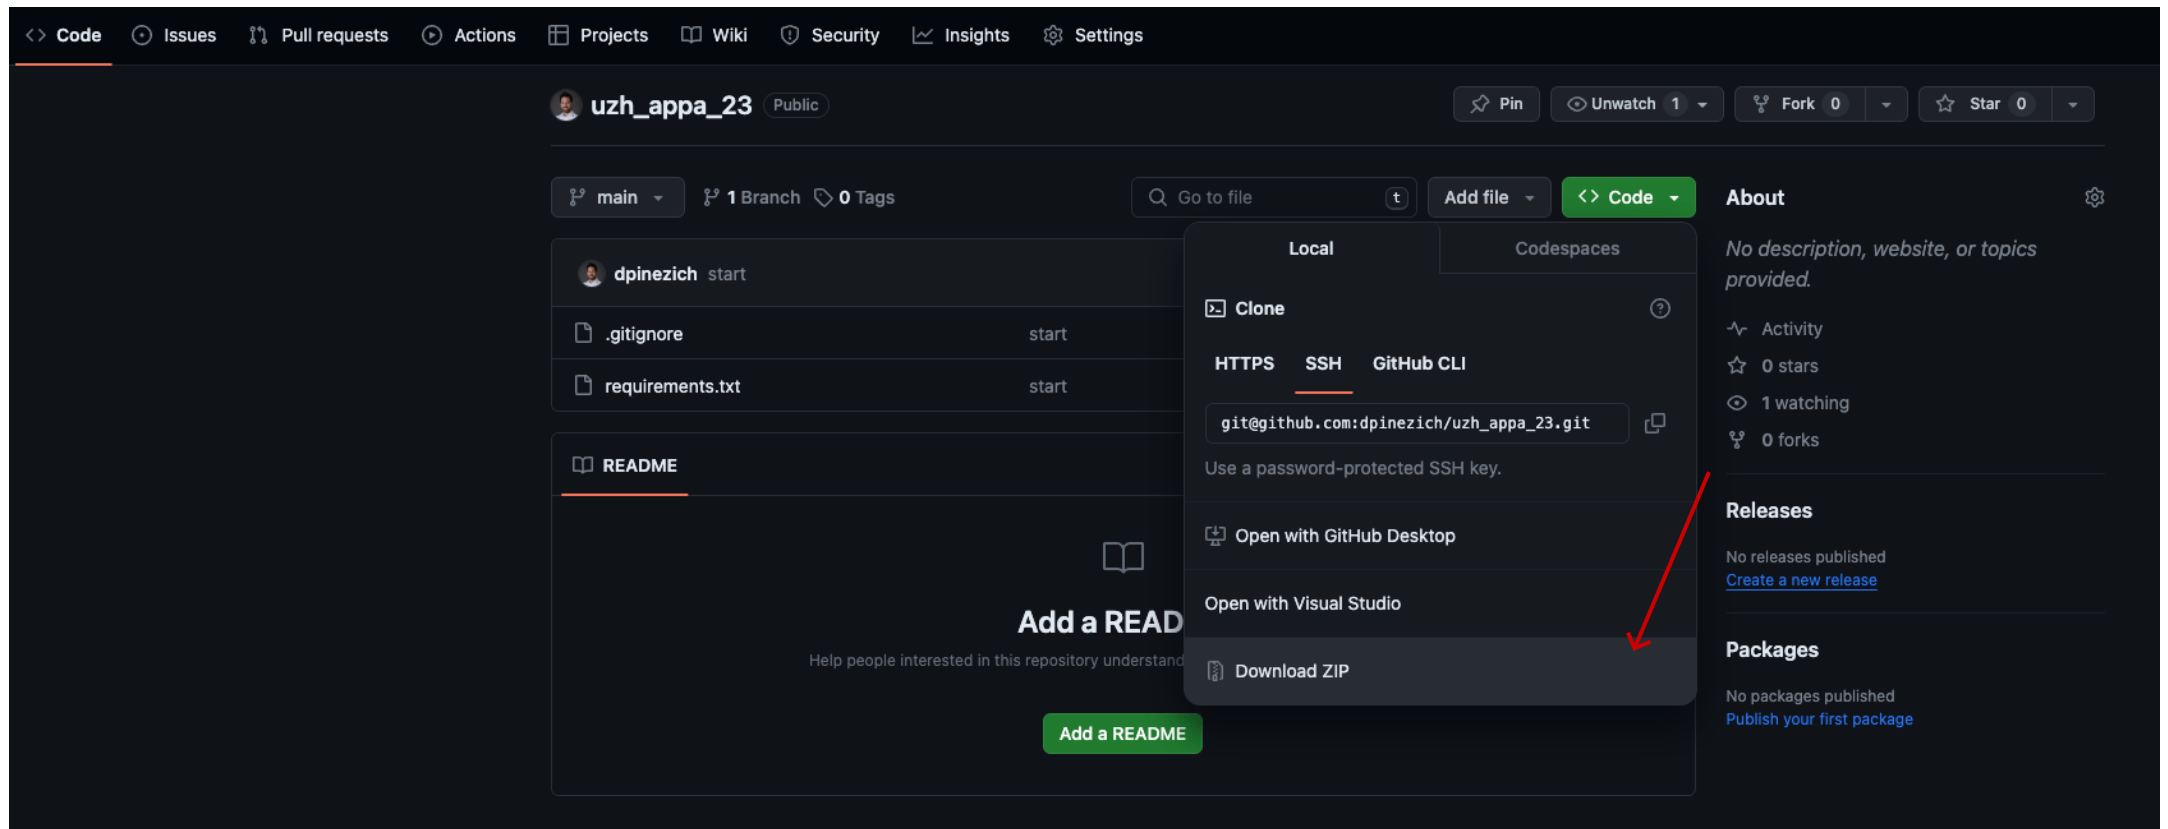 Code Issues Pull requests Actions Projects Wiki Security Insights Settings
uzh_appa_23 Public Pin Unwatch 1 Fork 0 Star 0
main 1 Branch 0 Tags Go to file t Add file Code
About
Local Codespaces
No description, website, or topics
provided.
dpinezich start
Clone
Activity
.gitignore start
HTTPS SSH GitHub CLI
0 stars
requirements.txt start
1 watching
git@github.com:dpinezich/uzh_appa_23.git
0 forks
README
Use a password-protected SSH key.
Releases
Open with GitHub Desktop
No releases published
Create a new release
Open with Visual Studio
Add a READ
Help people interested in this repository understand
Packages
Download ZIP
No packages published
Publish your first package
Add a README